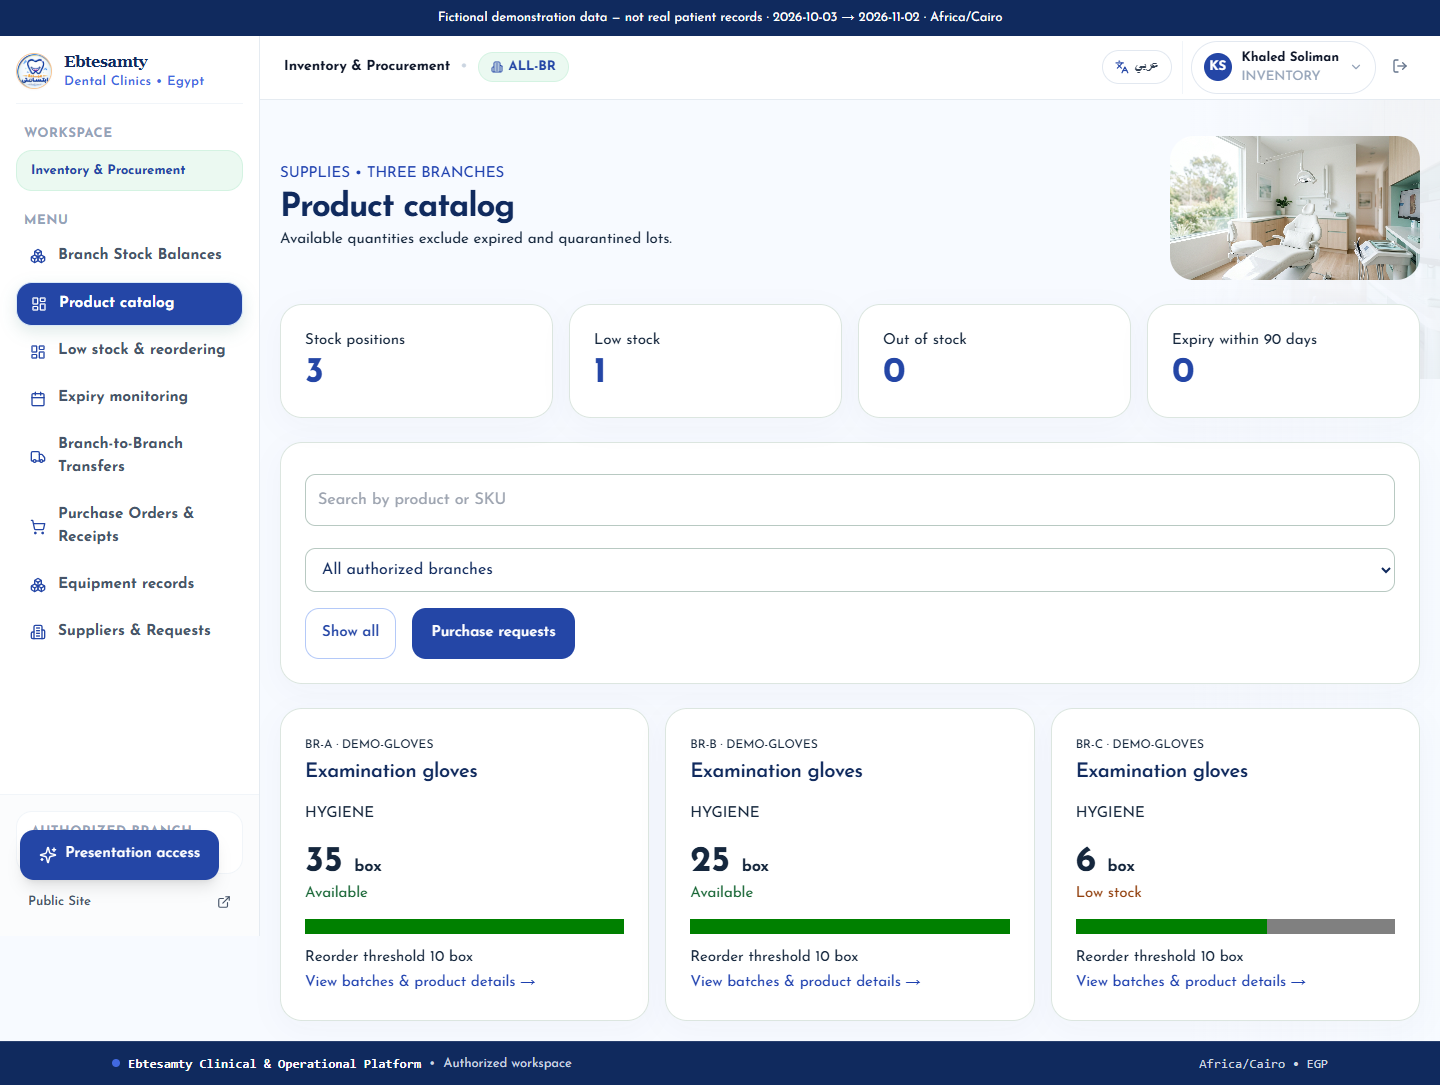 Fictional demonstration data — not real patient records · 2026-10-03 → 2026-11-02 · Africa/Cairo
Ebtesamty
Dental Clinics • Egypt
WORKSPACE
Inventory & Procurement
MENU
Branch Stock Balances
Product catalog
Low stock & reordering
Expiry monitoring
Branch-to-Branch
Transfers
Purchase Orders &
Receipts
Equipment records
Suppliers & Requests
AUTHORIZED BRANCH
Presentation access
Public Site
Inventory & Procurement • ALL-BR
عربي
KS
Khaled Soliman
INVENTORY
SUPPLIES • THREE BRANCHES
Product catalog
Available quantities exclude expired and quarantined lots.
Stock positions
3
Low stock
1
Out of stock
0
Expiry within 90 days
0
Search by product or SKU
All authorized branches
Show all
Purchase requests
BR-A · DEMO-GLOVES
Examination gloves
HYGIENE
35 box
Available
Reorder threshold 10 box
View batches & product details →
BR-B · DEMO-GLOVES
Examination gloves
HYGIENE
25 box
Available
Reorder threshold 10 box
View batches & product details →
BR-C · DEMO-GLOVES
Examination gloves
HYGIENE
6 box
Low stock
Reorder threshold 10 box
View batches & product details →
Ebtesamty Clinical & Operational Platform • Authorized workspace
Africa/Cairo • EGP